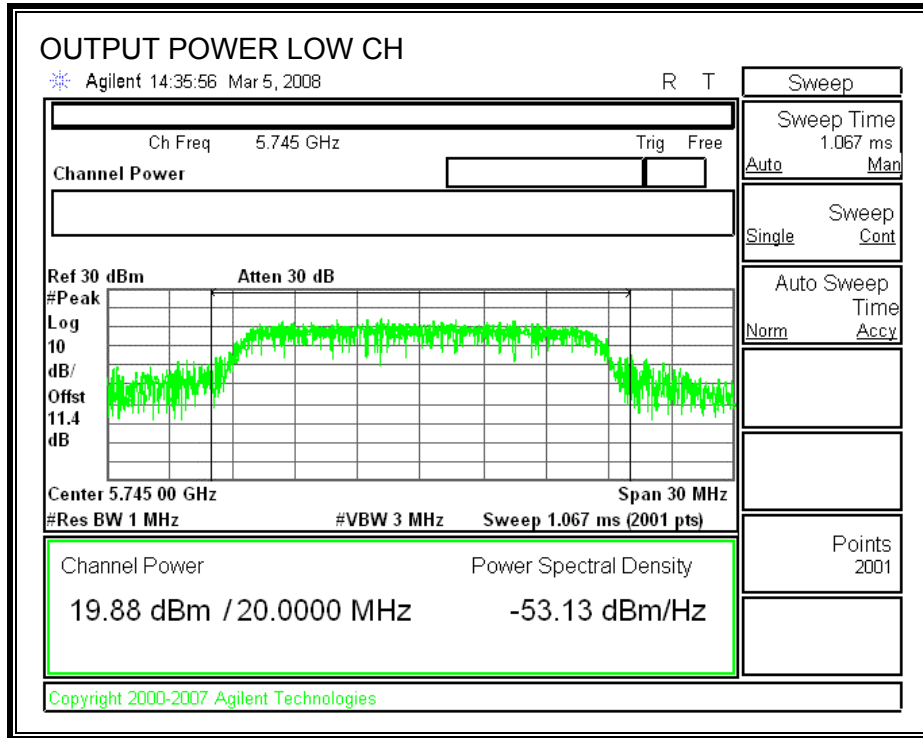 OUTPUT POWER LOW CH
Agilent 14:35:56 Mar 5, 2008 R T
Ch Freq 5.745 GHz Trig Free
Channel Power
Ref 30 dBm Atten 30 dB
#Peak
Log
10
dB/
Offst
11.4
dB
Center 5.745 00 GHz Span 30 MHz
#Res BW 1 MHz #VBW 3 MHz Sweep 1.067 ms (2001 pts)
Channel Power Power Spectral Density
19.88 dBm / 20.0000 MHz -53.13 dBm/Hz
Copyright 2000-2007 Agilent Technologies
Sweep
Sweep Time
1.067 ms
Auto Man
Sweep
Single Cont
Auto Sweep
Time
Norm Accy
Points
2001